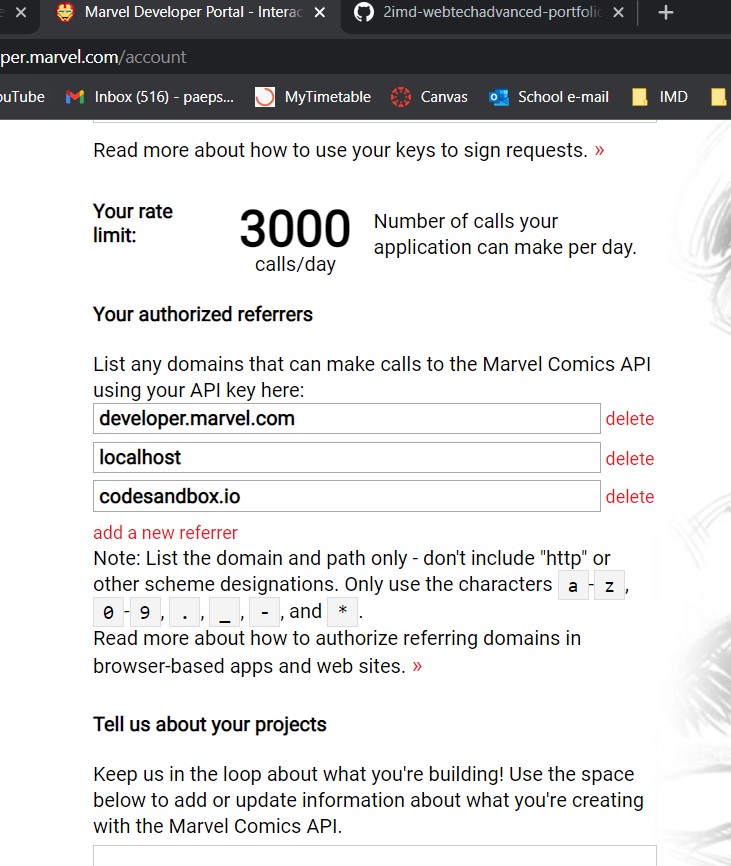 Marvel Developer Portal - Interac
2imd-webtechadvanced-portfolio
per.marvel.com/account
ouTube Inbox (516) - paeps... MyTimetable Canvas School e-mail IMD
Read more about how to use your keys to sign requests. »
Your rate
limit:
3000
calls/day
Number of calls your
application can make per day.
Your authorized referrers
List any domains that can make calls to the Marvel Comics API
using your API key here:
developer.marvel.com delete
localhost delete
codesandbox.io delete
add a new referrer
Note: List the domain and path only - don't include "http" or
other scheme designations. Only use the characters a-z,
0-9, ., _, -, and *.
Read more about how to authorize referring domains in
browser-based apps and web sites. »
Tell us about your projects
Keep us in the loop about what you're building! Use the space
below to add or update information about what you're creating
with the Marvel Comics API.